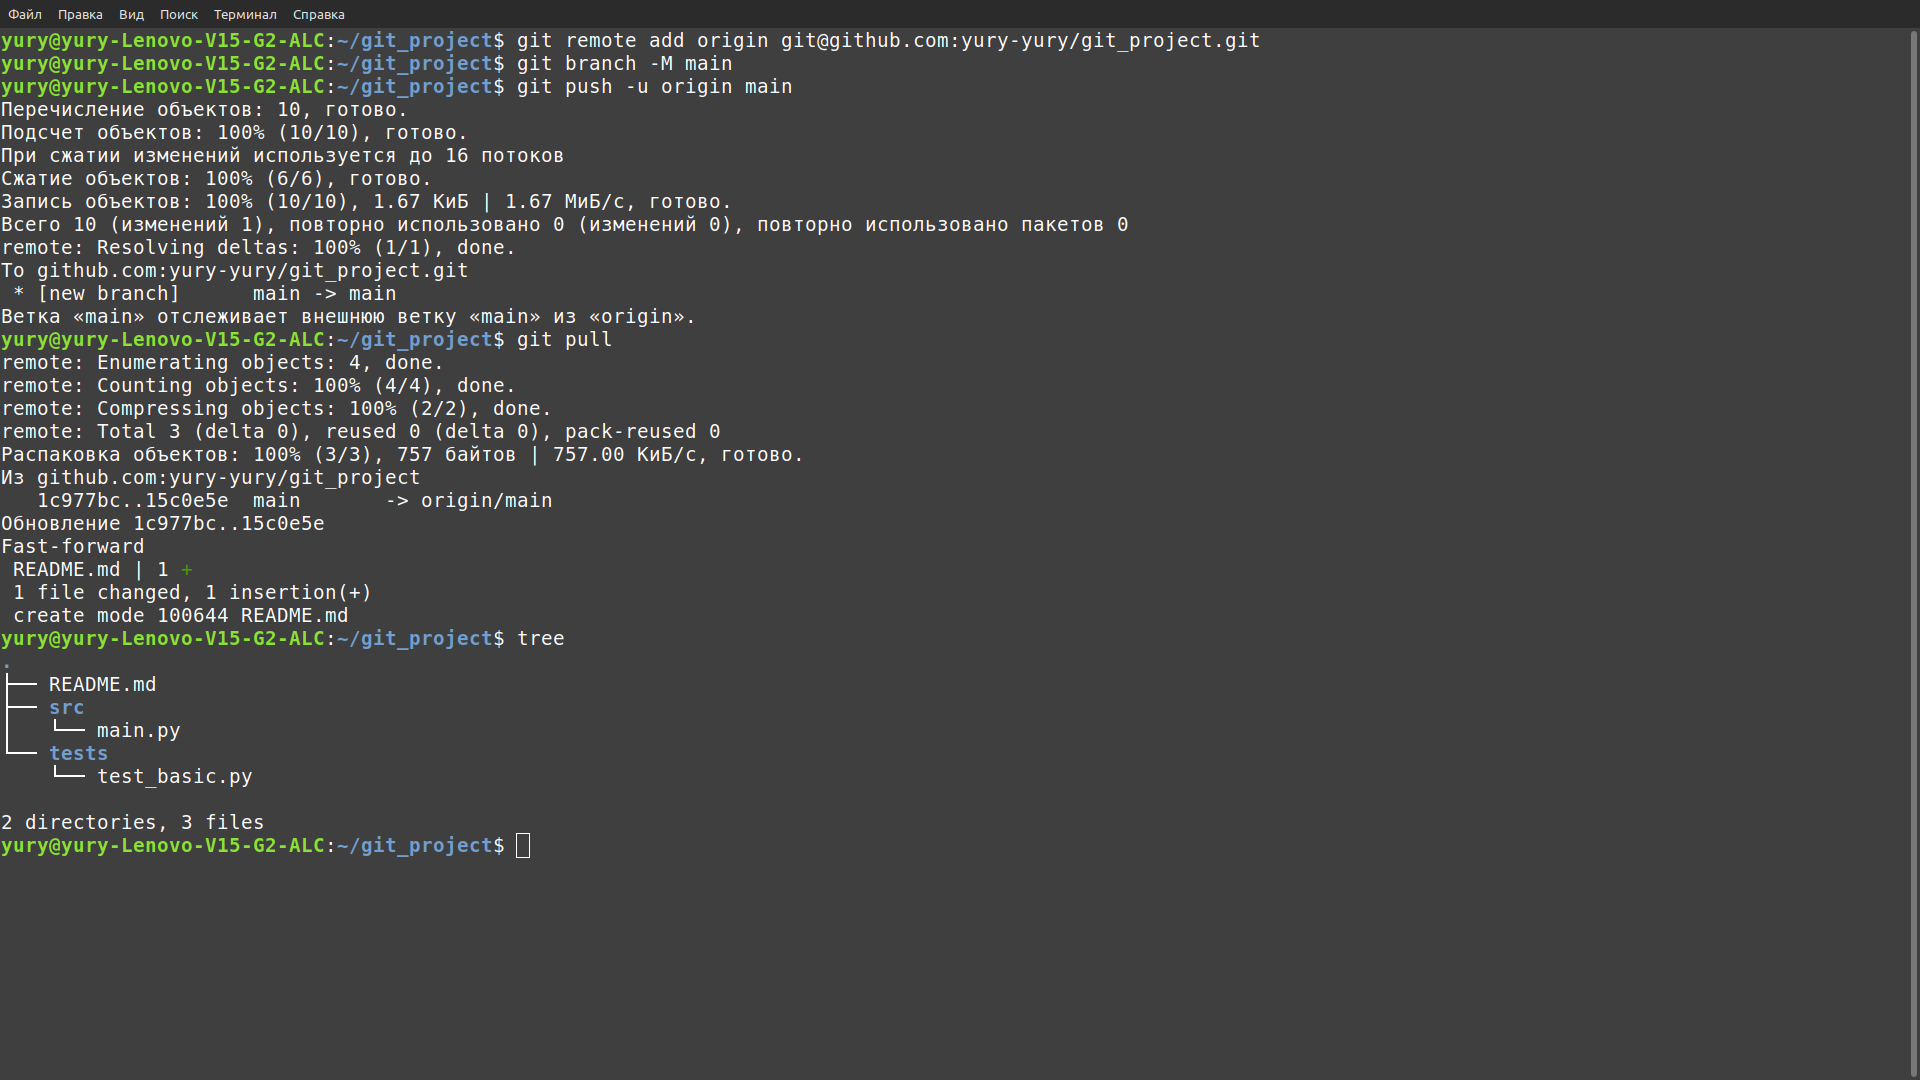 Файл Правка Вид Поиск Терминал Справка
yury@yury-Lenovo-V15-G2-ALC:~/git_project$ git remote add origin git@github.com:yury-yury/git_project.git
yury@yury-Lenovo-V15-G2-ALC:~/git_project$ git branch -M main
yury@yury-Lenovo-V15-G2-ALC:~/git_project$ git push -u origin main
Перечисление объектов: 10, готово.
Подсчет объектов: 100% (10/10), готово.
При сжатии изменений используется до 16 потоков
Сжатие объектов: 100% (6/6), готово.
Запись объектов: 100% (10/10), 1.67 КиБ | 1.67 МиБ/с, готово.
Всего 10 (изменений 1), повторно использовано 0 (изменений 0), повторно использовано пакетов 0
remote: Resolving deltas: 100% (1/1), done.
To github.com:yury-yury/git_project.git
 * [new branch]      main -> main
Ветка «main» отслеживает внешнюю ветку «main» из «origin».
yury@yury-Lenovo-V15-G2-ALC:~/git_project$ git pull
remote: Enumerating objects: 4, done.
remote: Counting objects: 100% (4/4), done.
remote: Compressing objects: 100% (2/2), done.
remote: Total 3 (delta 0), reused 0 (delta 0), pack-reused 0
Распаковка объектов: 100% (3/3), 757 байтов | 757.00 КиБ/с, готово.
Из github.com:yury-yury/git_project
   1c977bc..15c0e5e  main       -> origin/main
Обновление 1c977bc..15c0e5e
Fast-forward
 README.md | 1 +
 1 file changed, 1 insertion(+)
 create mode 100644 README.md
yury@yury-Lenovo-V15-G2-ALC:~/git_project$ tree
.
├── README.md
├── src
│   └── main.py
└── tests
    └── test_basic.py

2 directories, 3 files
yury@yury-Lenovo-V15-G2-ALC:~/git_project$